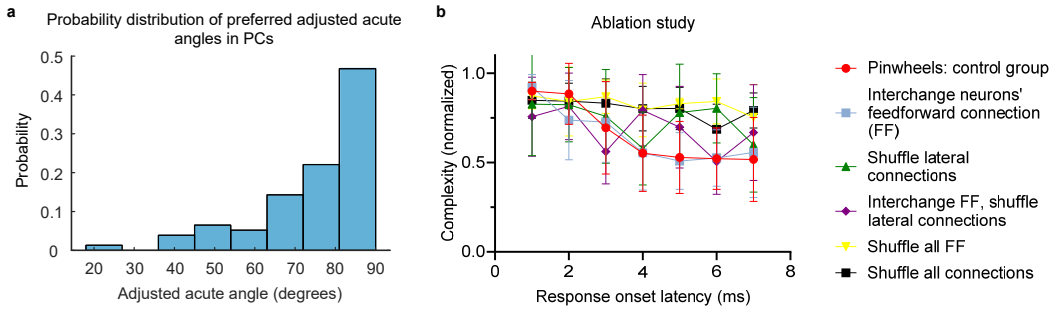 a
Probability distribution of preferred adjusted acute
angles in PCs
0.5
0.4
0.3
0.2
0.1
0
Probability
20 30 40 50 60 70 80 90
Adjusted acute angle (degrees)
b
Ablation study
1.0
0.5
0.0
Complexity (normalized)
0 2 4 6 8
Response onset latency (ms)
Pinwheels: control group
Interchange neurons'
feedforward connection
(FF)
Shuffle lateral
connections
Interchange FF, shuffle
lateral connections
Shuffle all FF
Shuffle all connections